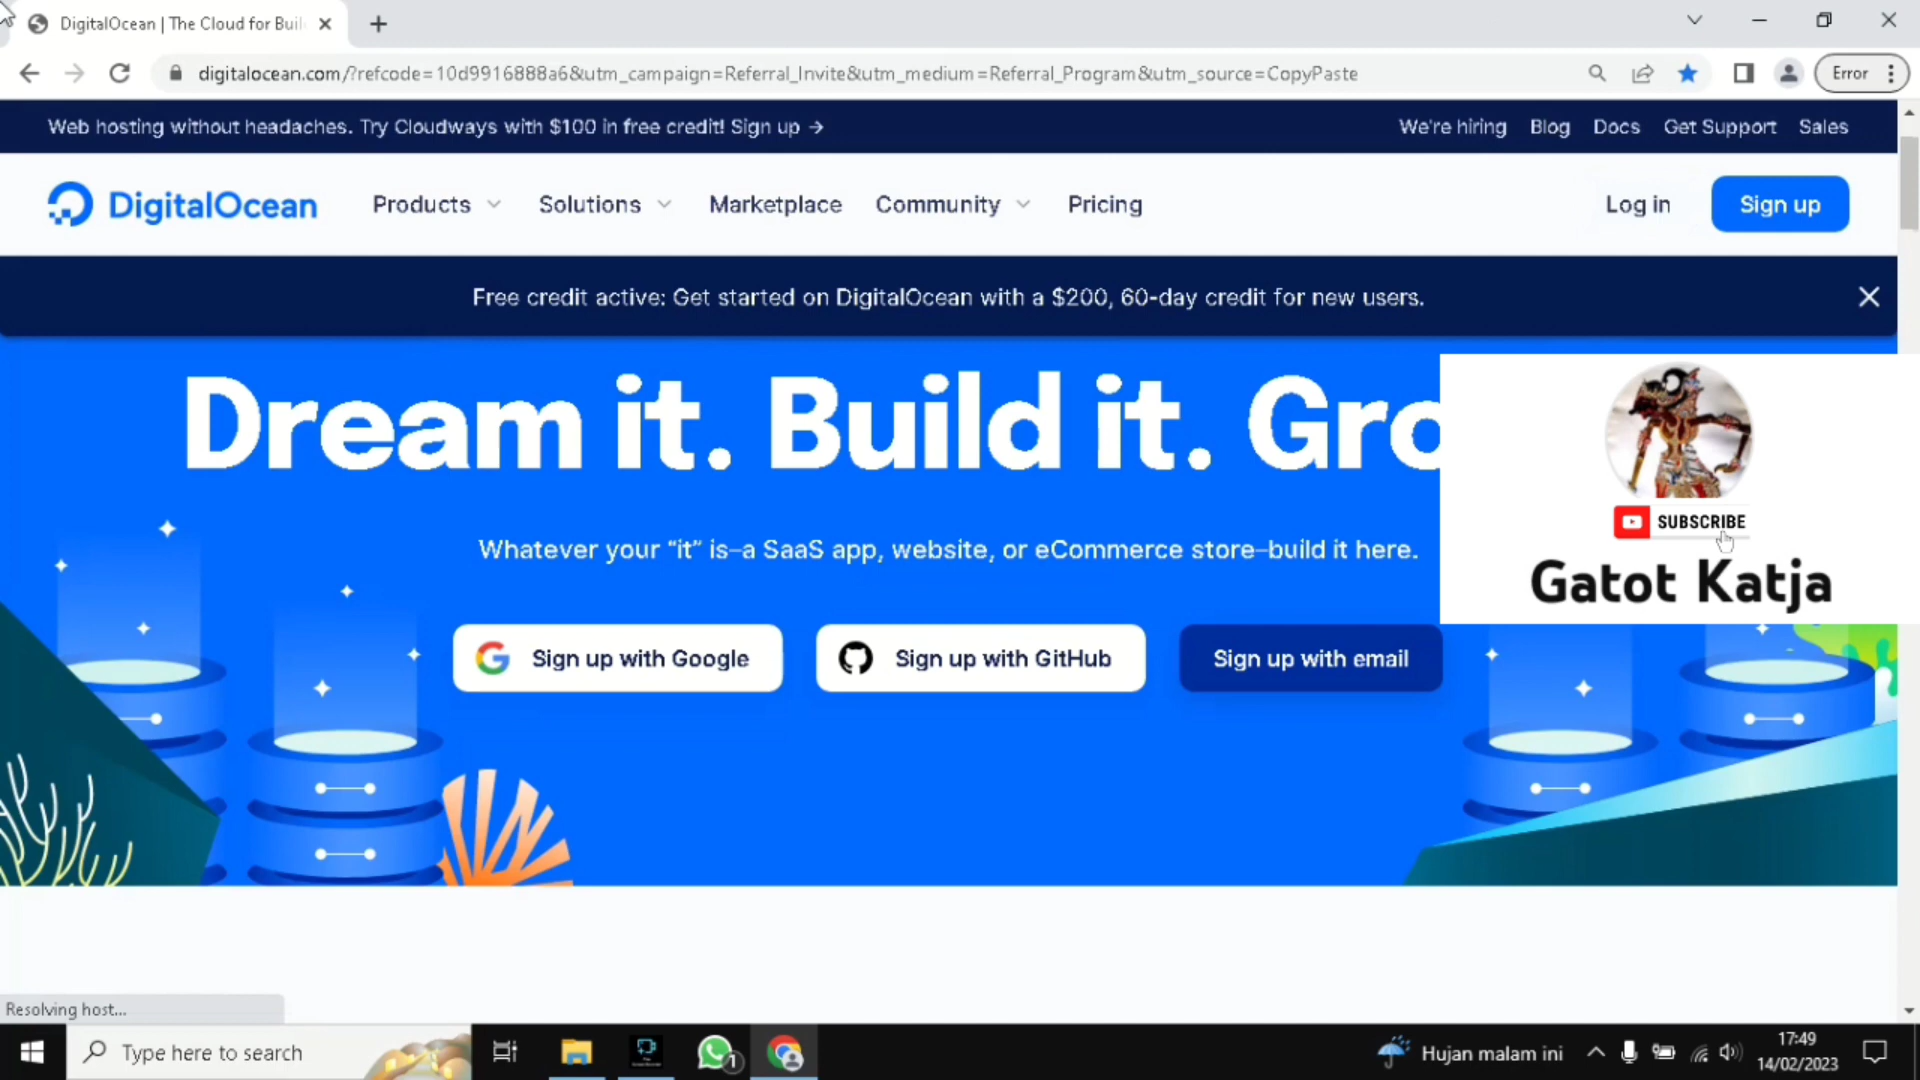 DigitalOcean | The Cloud for Buil
digitalocean.com/?refcode=10d9916888a6&utm_campaign=Referral_Invite&utm_medium=Referral_Program&utm_source=CopyPaste
Error
Web hosting without headaches. Try Cloudways with $100 in free credit! Sign up →
We're hiring Blog Docs Get Support Sales
DigitalOcean Products Solutions Marketplace Community Pricing Log in Sign up
Free credit active: Get started on DigitalOcean with a $200, 60-day credit for new users.
Dream it. Build it. Gro
SUBSCRIBE
Gatot Katja
Whatever your “it” is–a SaaS app, website, or eCommerce store–build it here.
Sign up with Google Sign up with GitHub Sign up with email
Resolving host...
Type here to search
1
Hujan malam ini
17:49
14/02/2023